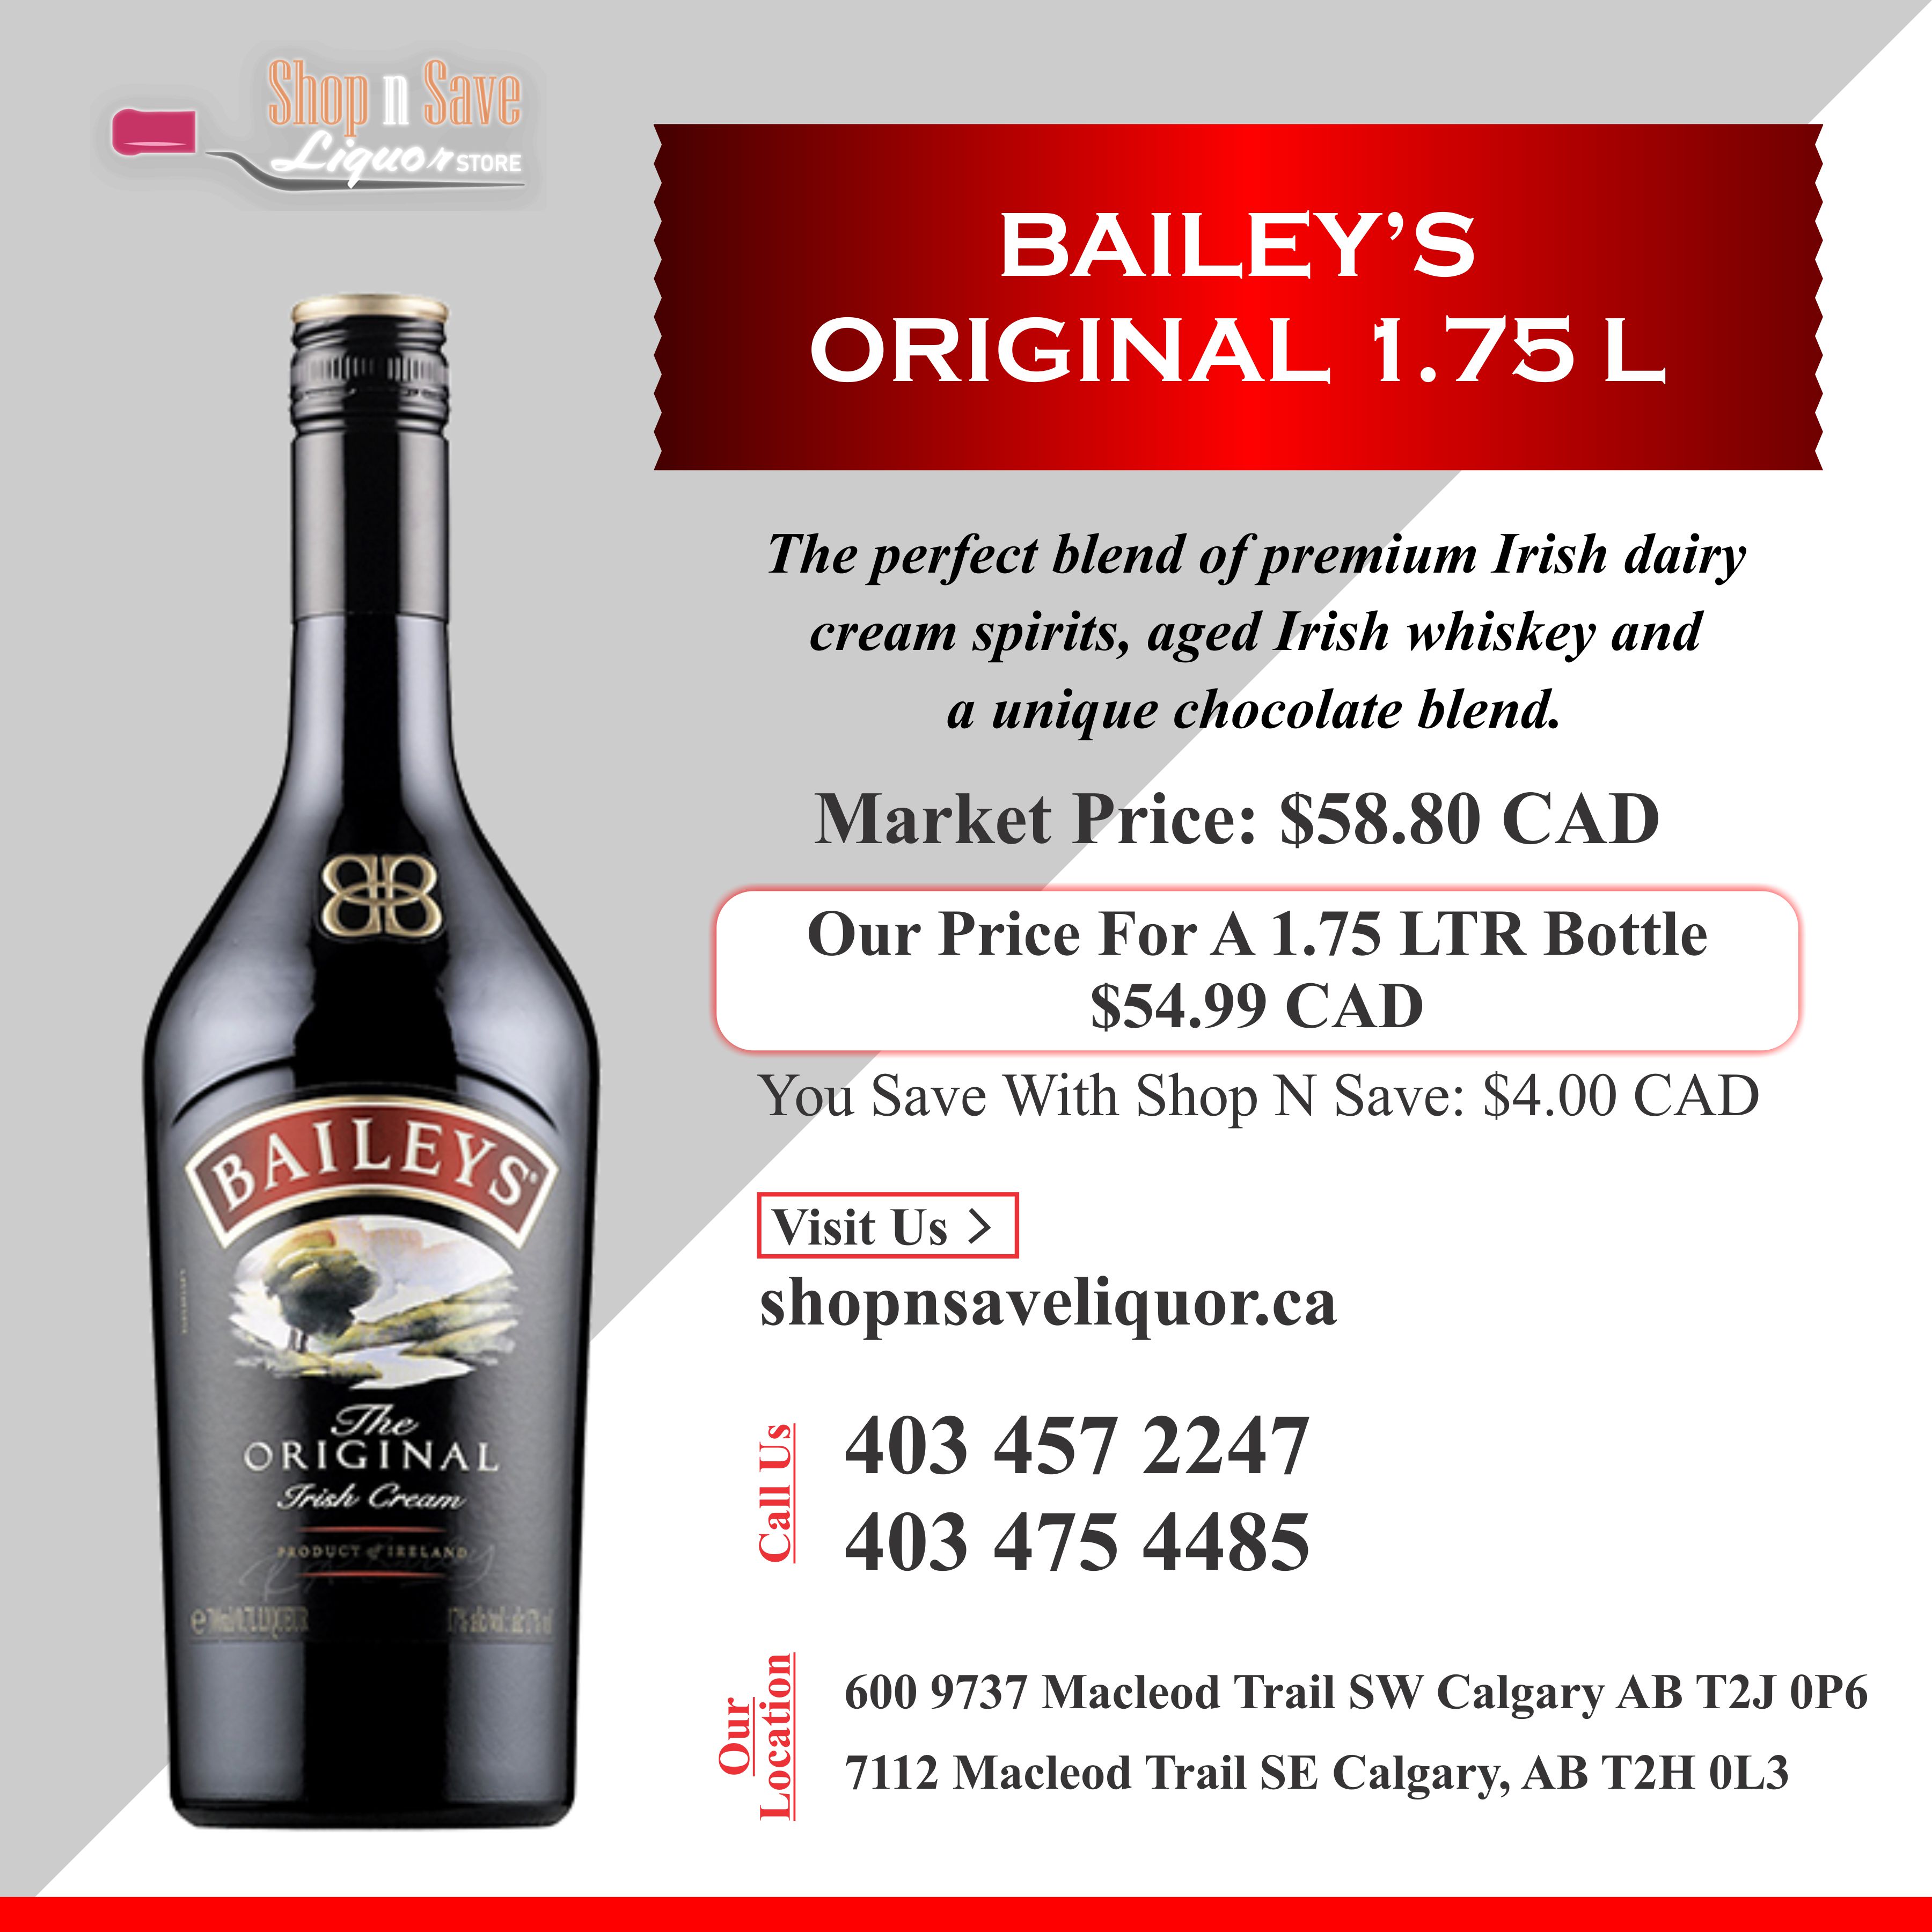 Shop n Save
Liquor STORE
BAILEY’S
ORIGINAL 1.75 L
The perfect blend of premium Irish dairy
cream spirits, aged Irish whiskey and
a unique chocolate blend.
Market Price: $58.80 CAD
Our Price For A 1.75 LTR Bottle
$54.99 CAD
You Save With Shop N Save: $4.00 CAD
Visit Us >
shopnsaveliquor.ca
Call Us
403 457 2247
403 475 4485
Our
Location
600 9737 Macleod Trail SW Calgary AB T2J 0P6
7112 Macleod Trail SE Calgary, AB T2H 0L3
BAILEYS
The
ORIGINAL
Irish Cream
PRODUCT of IRELAND